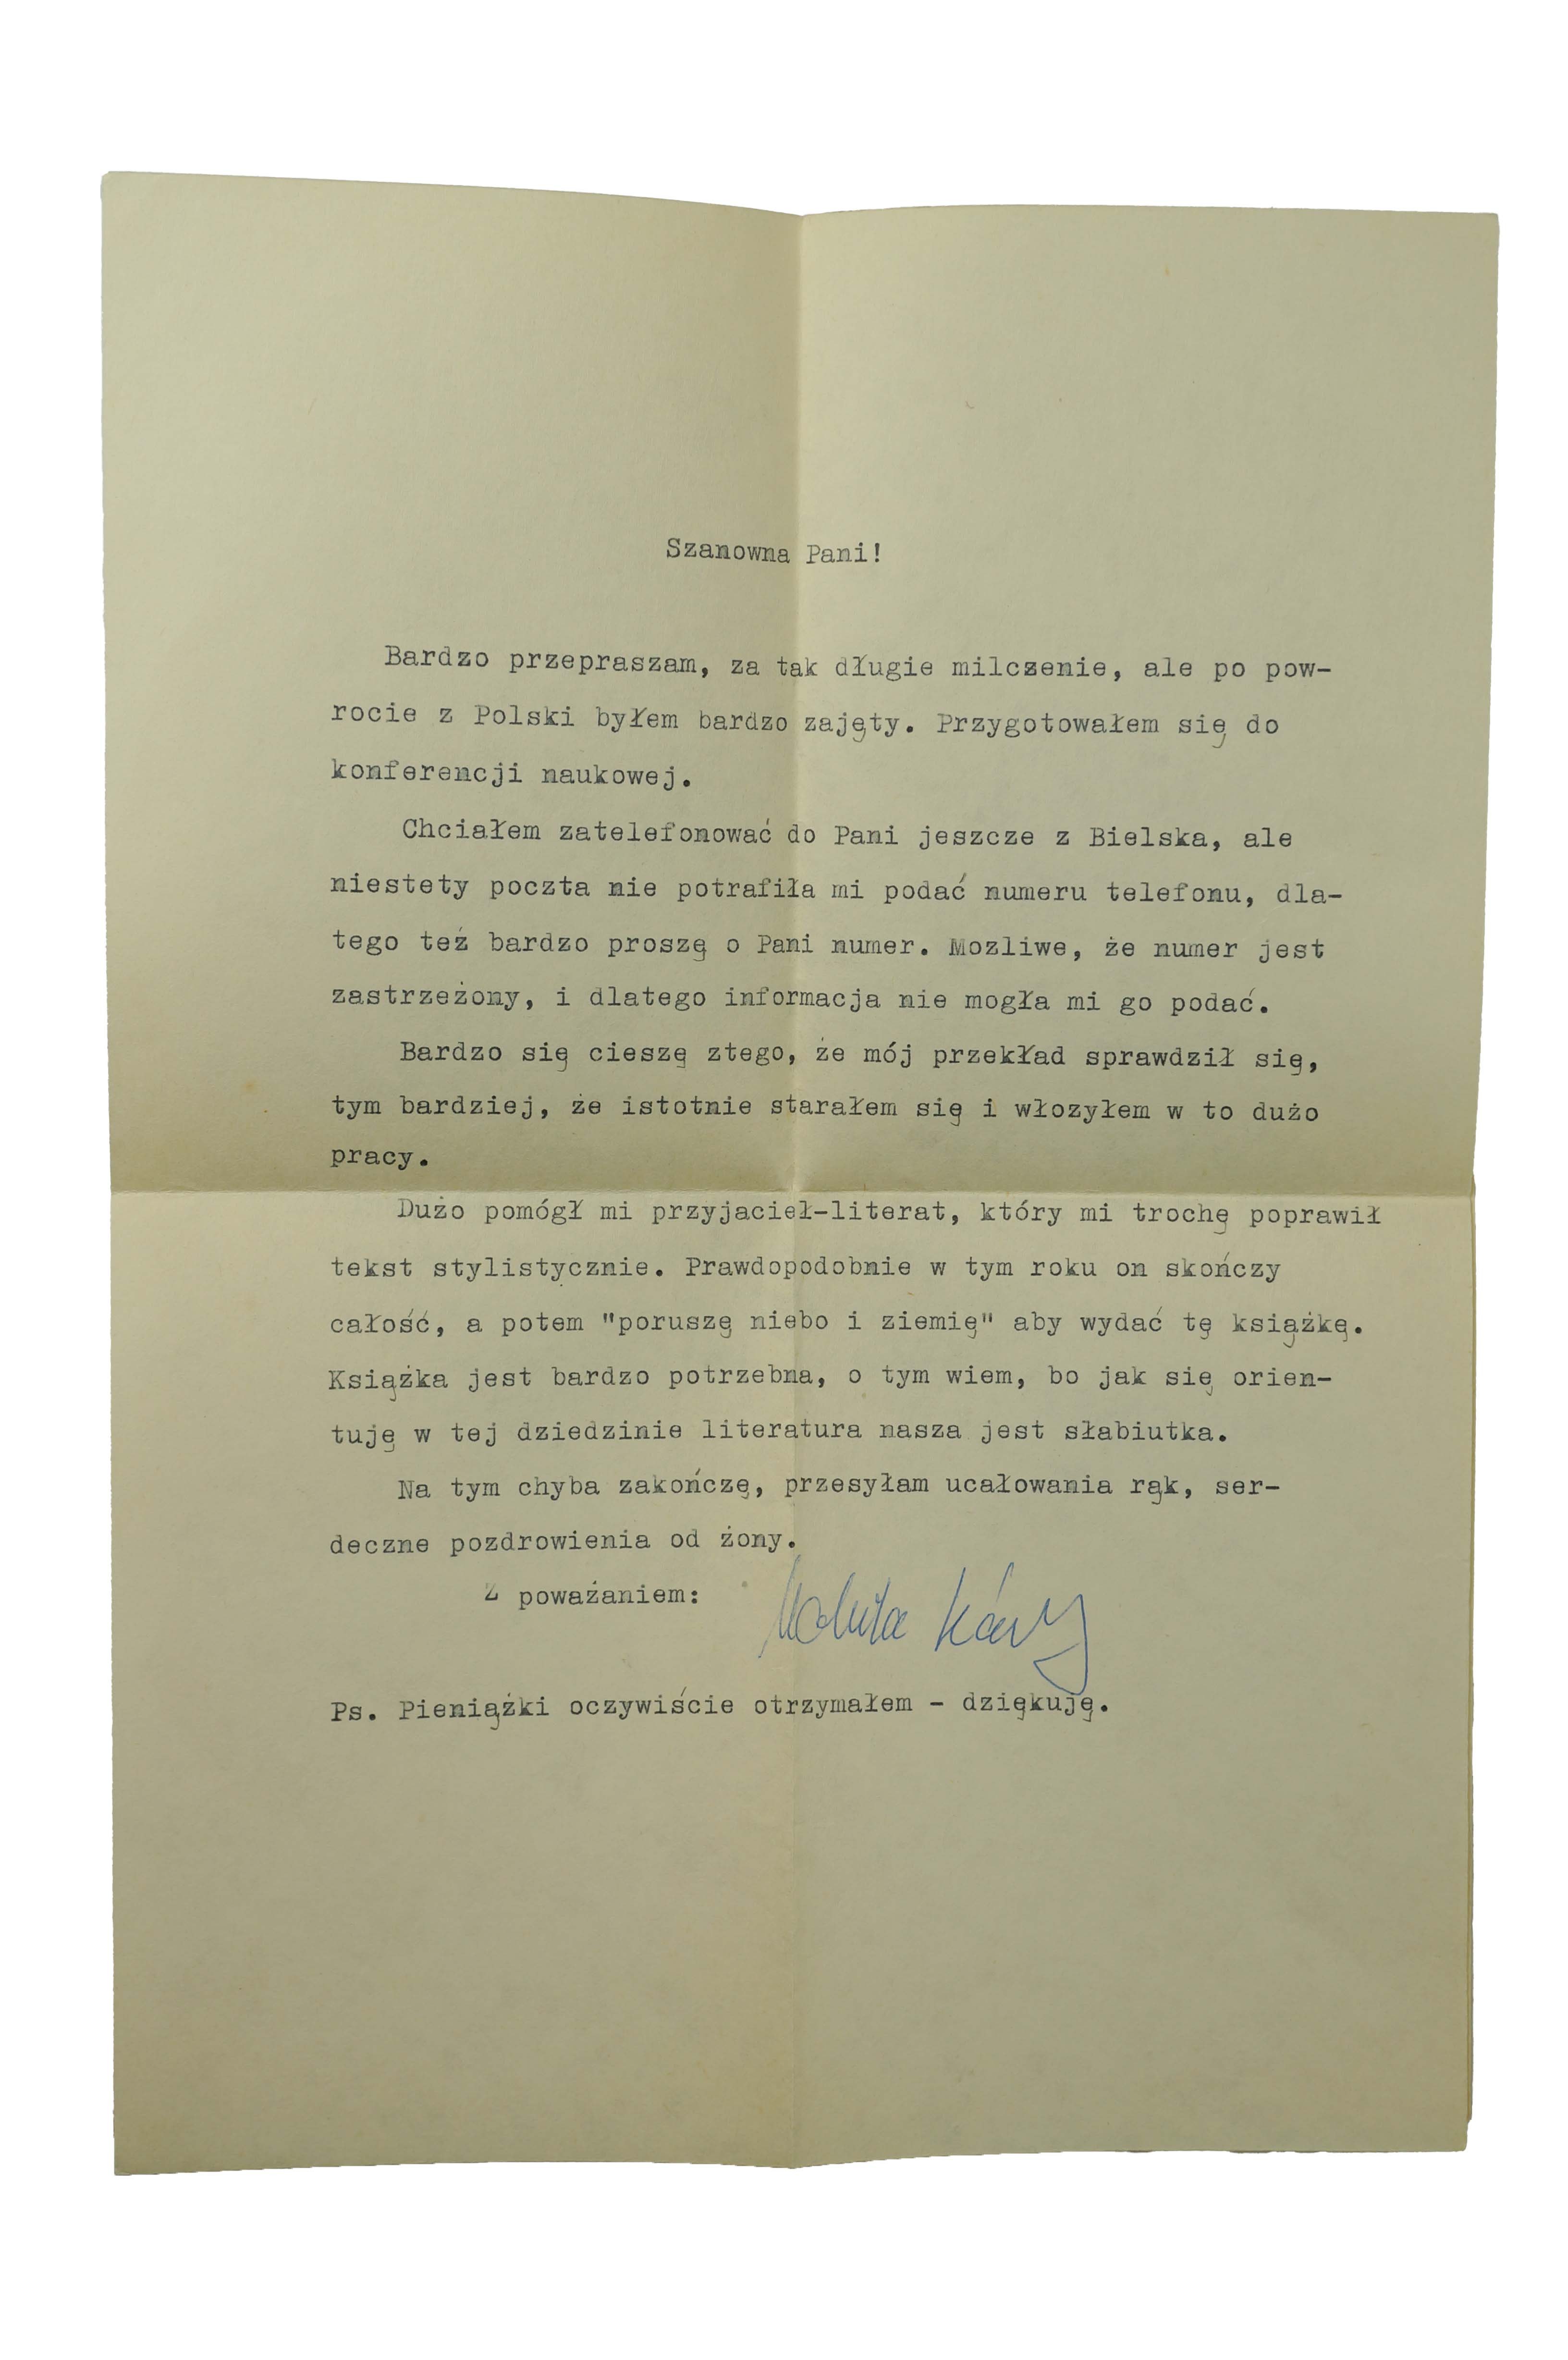 Szanowna Pani!
Bardzo przepraszam, za tak długie milczenie, ale po pow-
rocie z Polski byłem bardzo zajęty. Przygotowałem się do
konferencji naukowej.
Chciałem zatelefonować do Pani jeszcze z Bielska, ale
niestety poczta nie potrafiła mi podać numeru telefonu, dla-
tego też bardzo proszę o Pani numer. Mozliwe, że numer jest
zastrzeżony, i dlatego informacja nie mogła mi go podać.
Bardzo się cieszę ztego, że mój przekład sprawdził się,
tym bardziej, że istotnie starałem się i włozyłem w to dużo
pracy.
Dużo pomógł mi przyjacieł-literat, który mi trochę poprawił
tekst stylistycznie. Prawdopodobnie w tym roku on skończy
całość, a potem "poruszę niebo i ziemię" aby wydać tę książkę.
Książka jest bardzo potrzebna, o tym wiem, bo jak się orien-
tuję w tej dziedzinie literatura nasza jest słabiutka.
Na tym chyba zakończę, przesyłam ucałowania rąk, ser-
deczne pozdrowienia od żony.
Z poważaniem:
Ps. Pieniążki oczywiście otrzymałem - dziękuję.